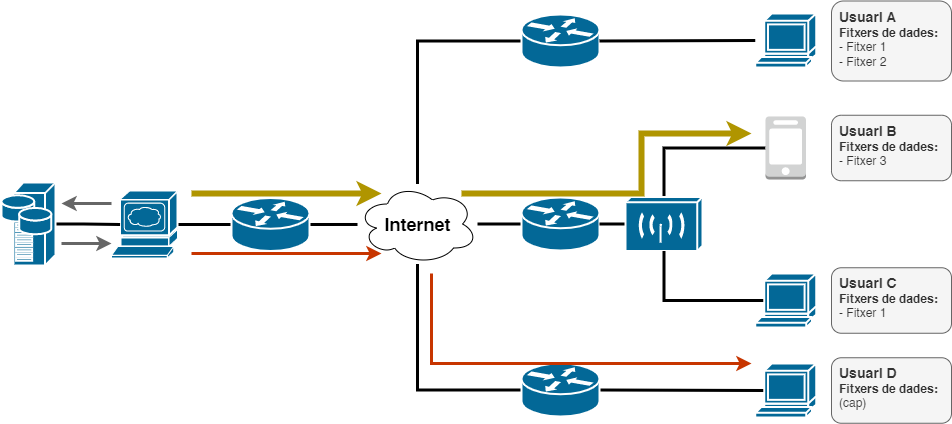 Usuari A
Fitxers de dades:
- Fitxer 1
- Fitxer 2
Usuari B
Fitxers de dades:
- Fitxer 3
Internet
Usuari C
Fitxers de dades:
- Fitxer 1
Usuari D
Fitxers de dades:
(cap)